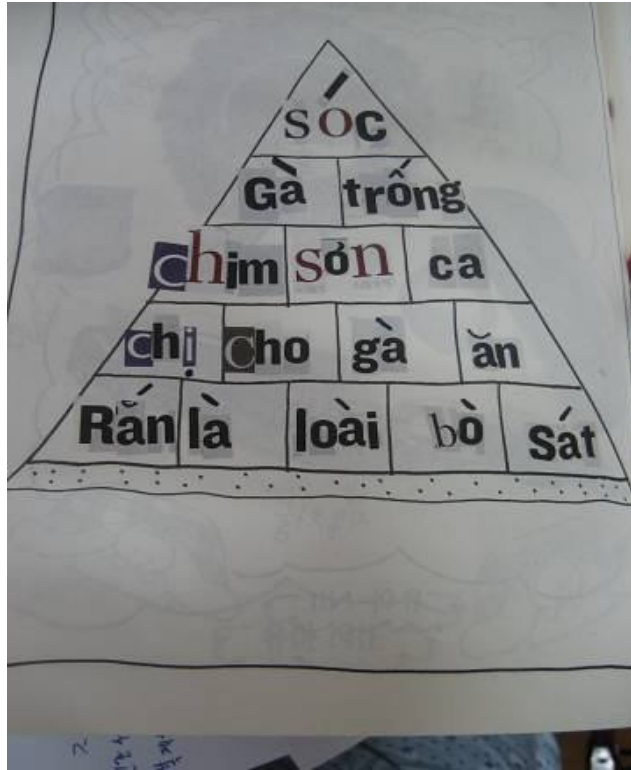 sóc
Gà trống
chim sơn ca
chị cho gà ăn
Rắn là loài bò sát